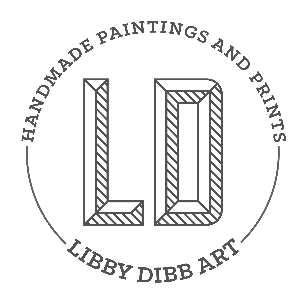 HANDMADE PAINTINGS AND PRINTS
LD
LIBBY DIBB ART